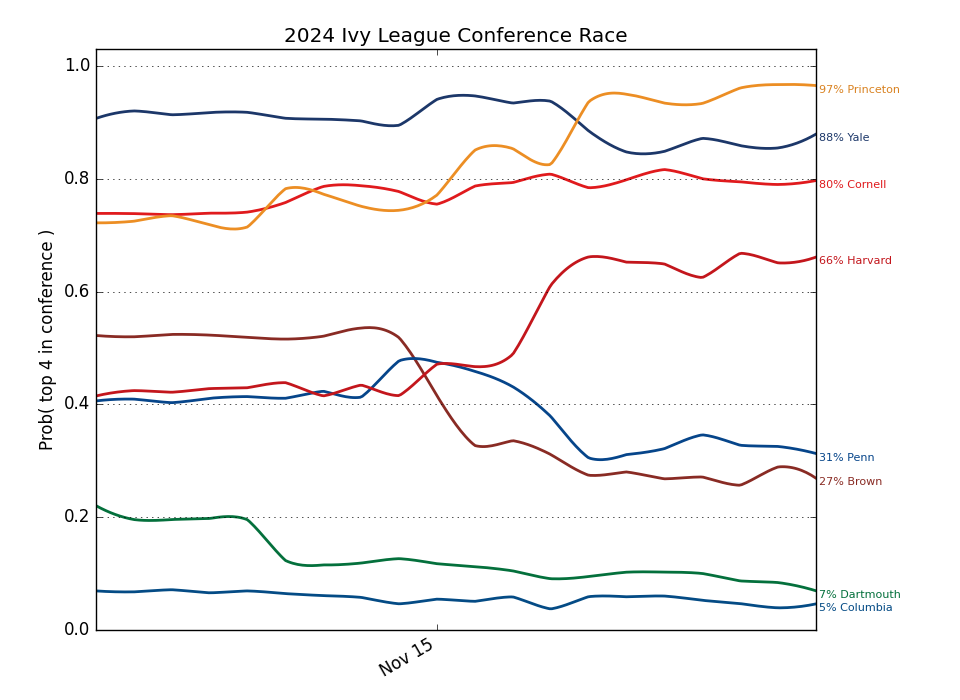 2024 Ivy League Conference Race
Prob( top 4 in conference )
1.0
0.8
0.6
0.4
0.2
0.0
Nov 15
97% Princeton
88% Yale
80% Cornell
66% Harvard
31% Penn
27% Brown
7% Dartmouth
5% Columbia